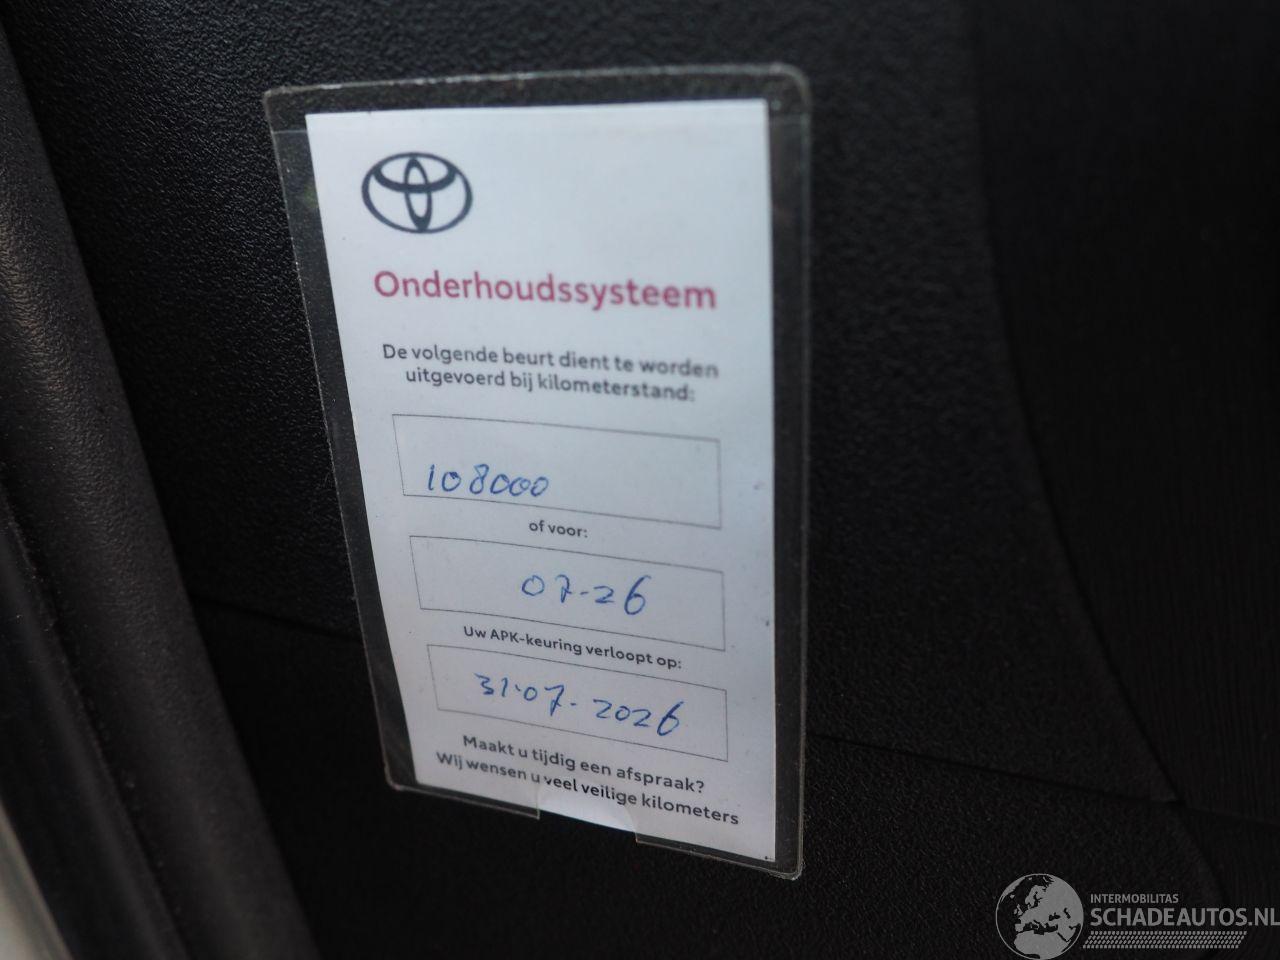 Onderhoudssysteem
De volgende beurt dient te worden
uitgevoerd bij kilometerstand:
108000
of voor:
07-26
Uw APK-keuring verloopt op:
31-07-2026
Maakt u tijdig een afspraak?
Wij wensen u veel veilige kilometers
INTERMOBILITAS
SCHADEAUTOS.NL